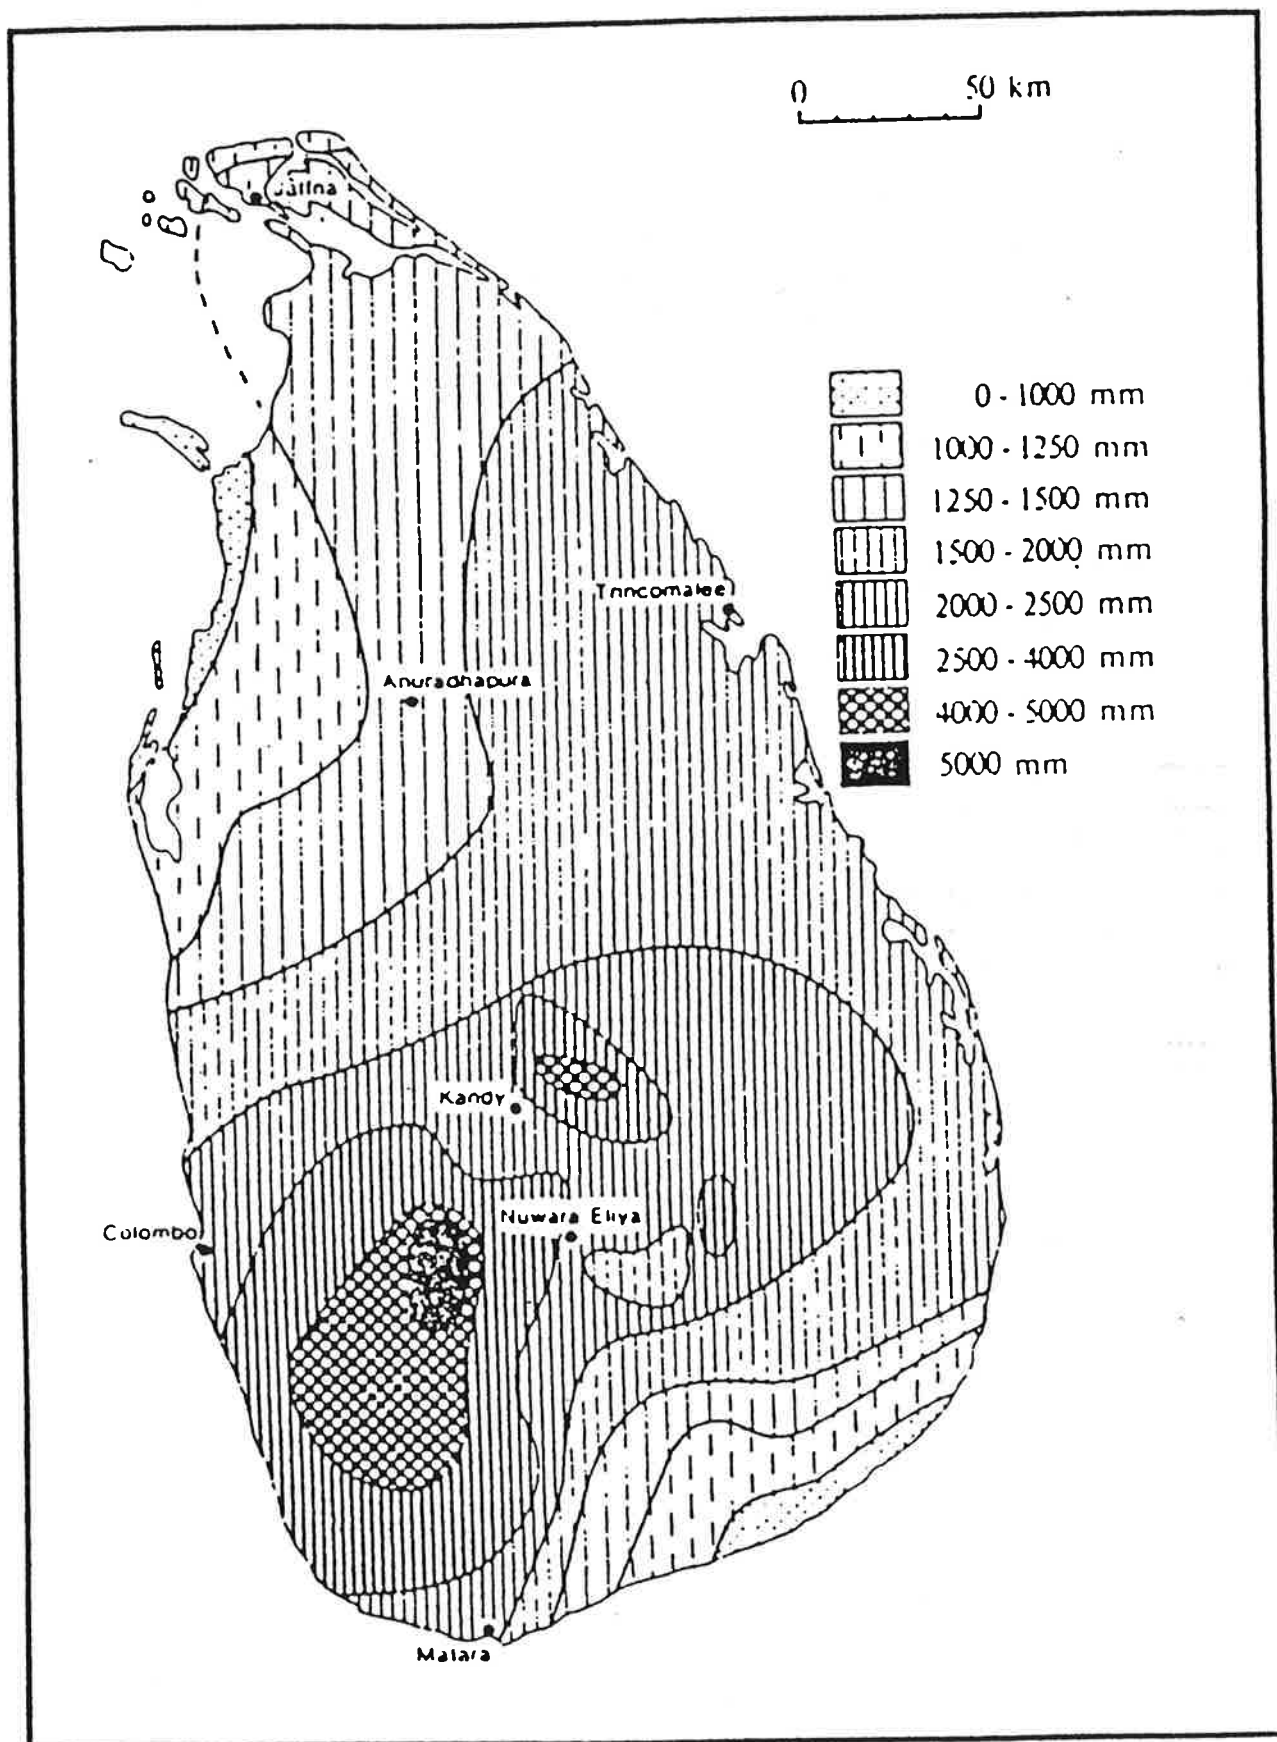 0 50 km
Jaffna
0 - 1000 mm
1000 - 1250 mm
1250 - 1500 mm
1500 - 2000 mm
Trincomalee
2000 - 2500 mm
2500 - 4000 mm
Anuradhapura
4000 - 5000 mm
5000 mm
Kandy
Nuwara Eliya
Colombo
Matara